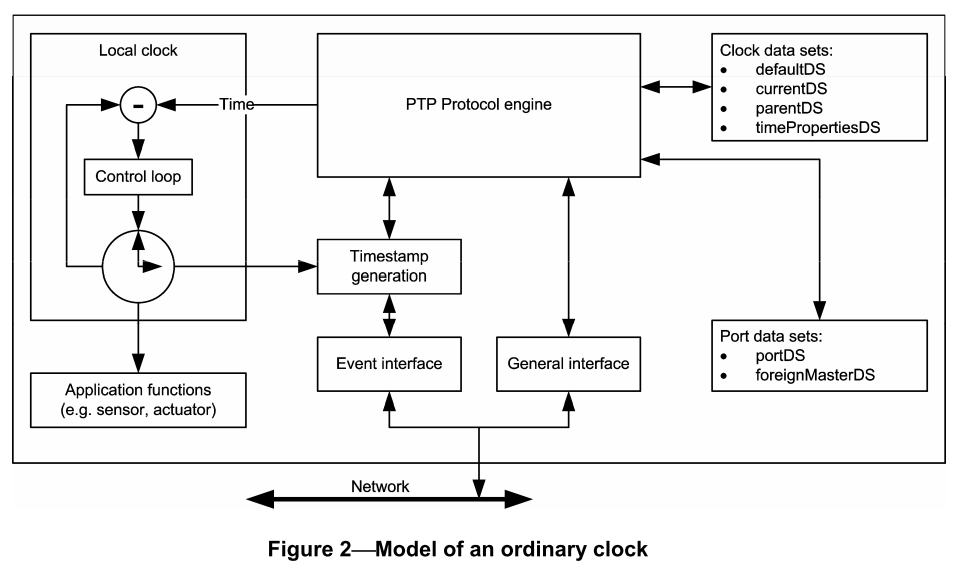 Local clock
-
Time
PTP Protocol engine
Clock data sets:
• defaultDS
• currentDS
• parentDS
• timePropertiesDS
Control loop
Timestamp
generation
Event interface
General interface
Port data sets:
• portDS
• foreignMasterDS
Application functions
(e.g. sensor, actuator)
Network
Figure 2—Model of an ordinary clock